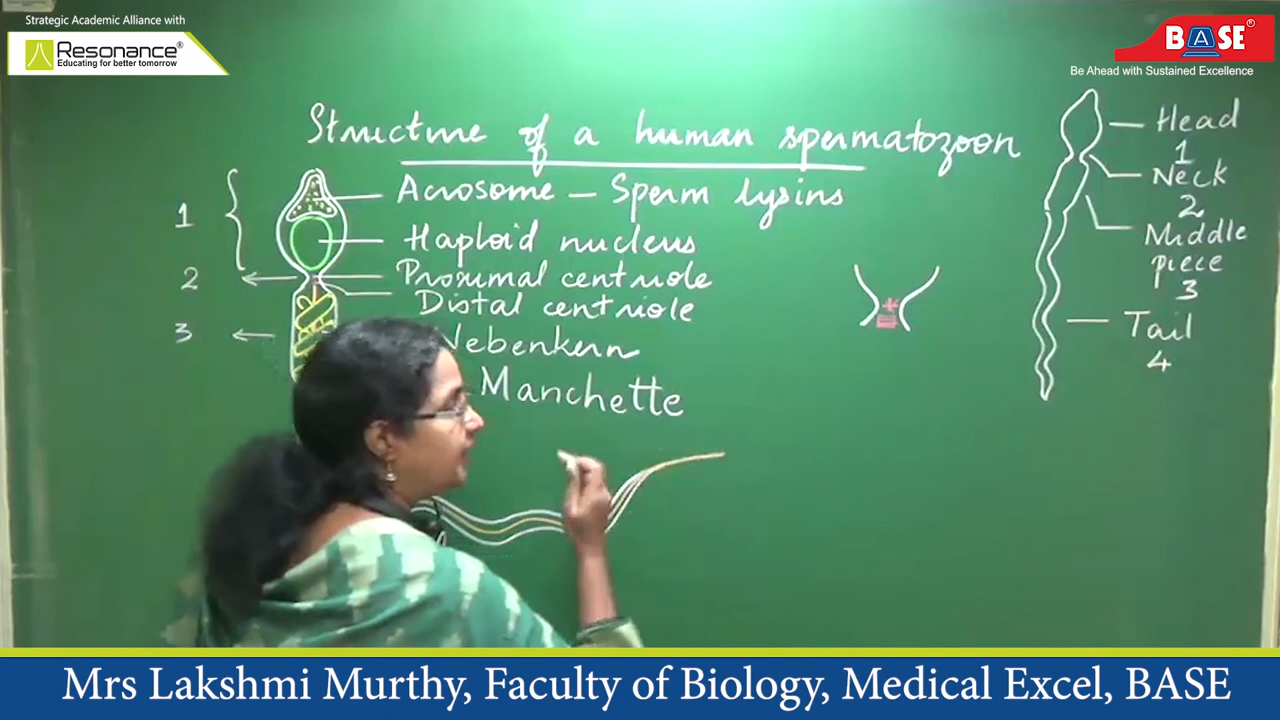 Strategic Academic Alliance with
Resonance®
Educating for better tomorrow
BASE®
Be Ahead with Sustained Excellence
Structure of a human spermatozoon
1
Acrosome – Sperm lysins
Haploid nucleus
2
Proximal centriole
Distal centriole
3
Nebenkern
Manchette
+
=
Head
1
Neck
2
Middle
piece
3
Tail
4
Mrs Lakshmi Murthy, Faculty of Biology, Medical Excel, BASE